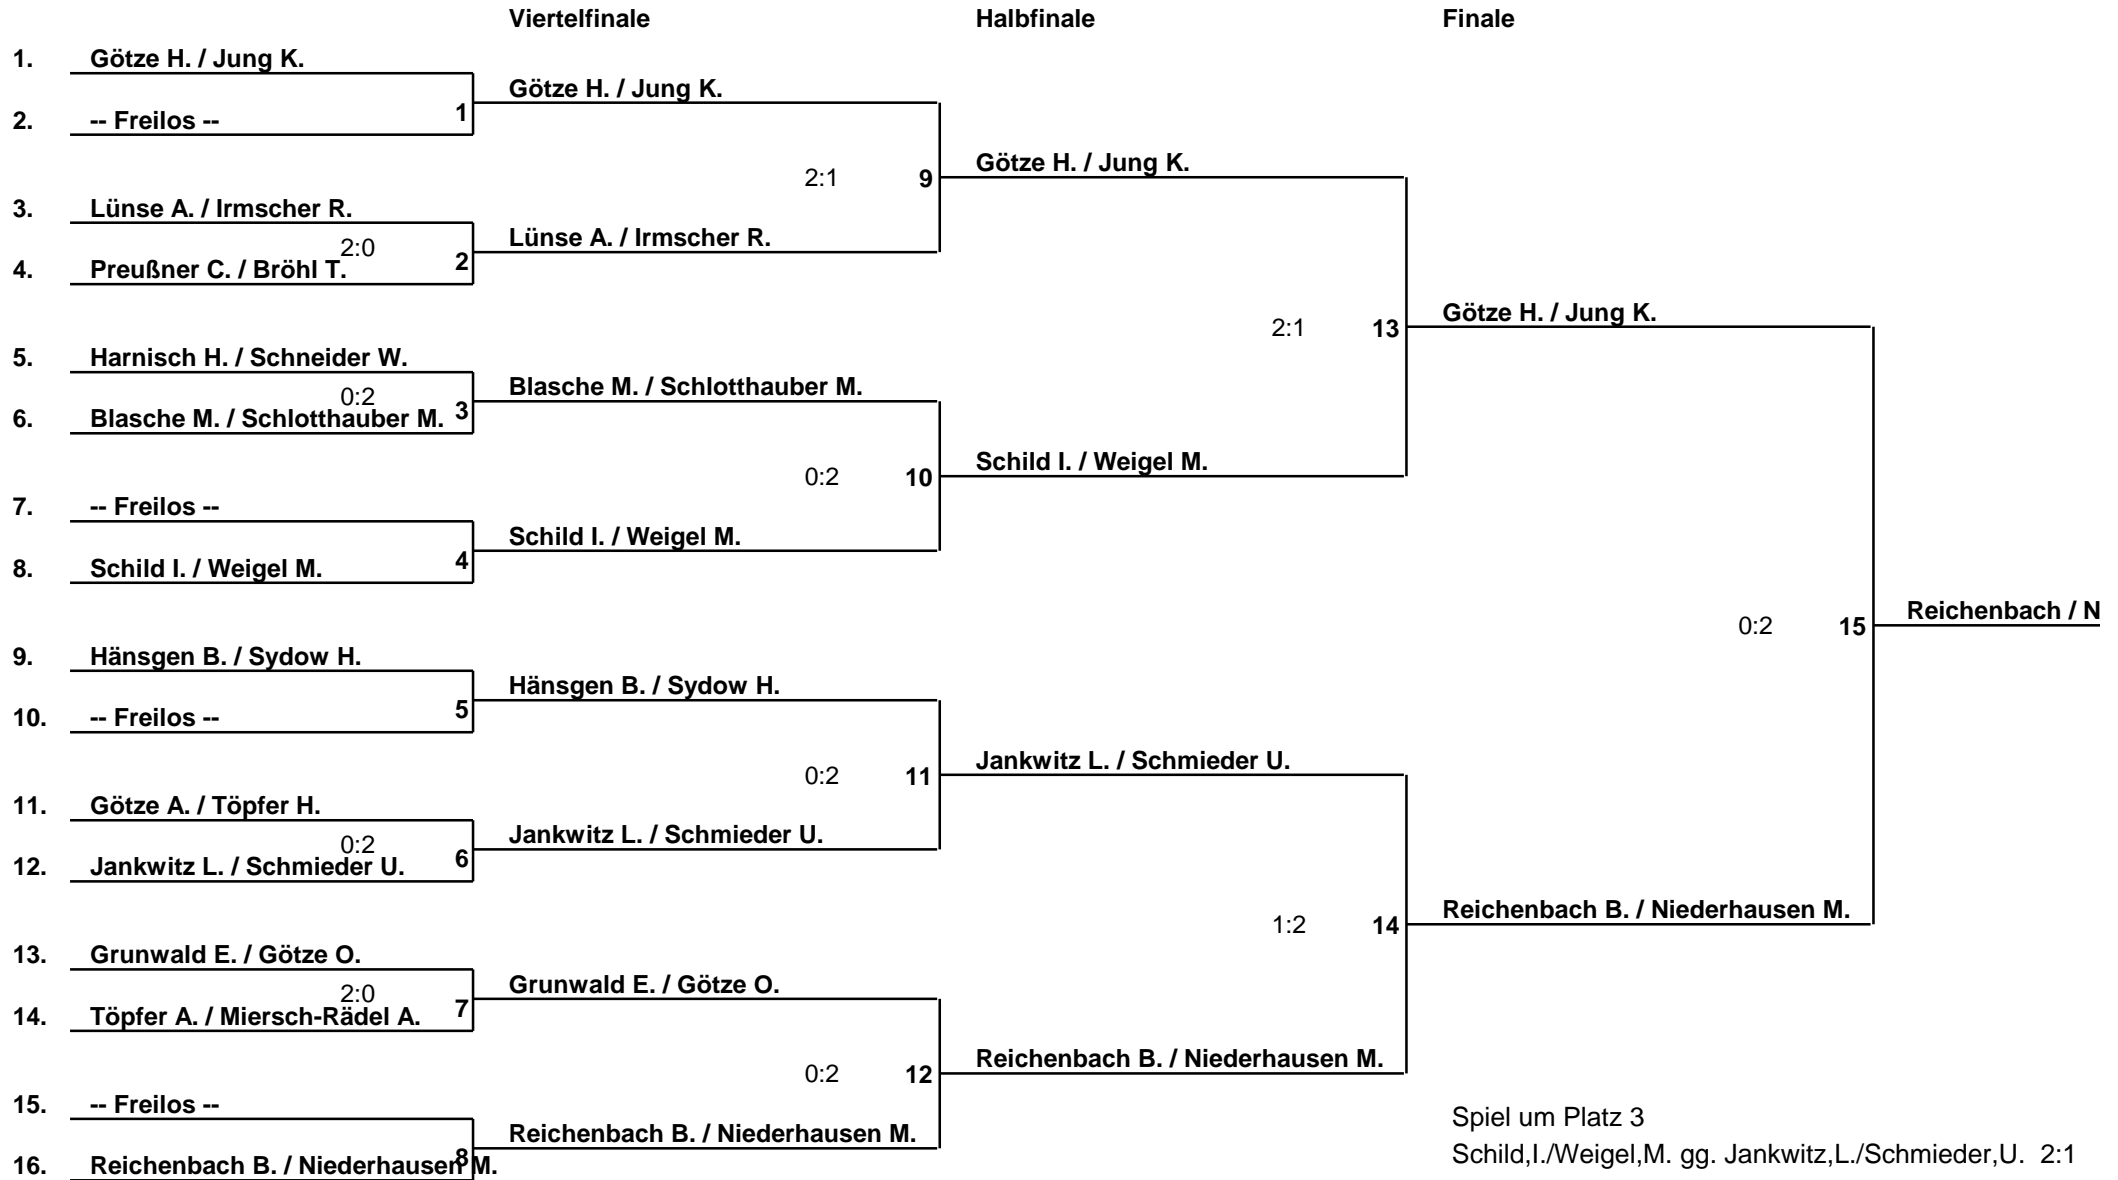 Viertelfinale Halbfinale Finale
1. Götze H. / Jung K.
Götze H. / Jung K.
1
2. -- Freilos --
Götze H. / Jung K.
2:1 9
3. Lünse A. / Irmscher R.
Lünse A. / Irmscher R.
2:0
2
4. Preußner C. / Bröhl T.
Götze H. / Jung K.
2:1 13
5. Harnisch H. / Schneider W.
Blasche M. / Schlotthauber M.
0:2
3
6. Blasche M. / Schlotthauber M.
Schild I. / Weigel M.
0:2 10
7. -- Freilos --
Schild I. / Weigel M.
4
8. Schild I. / Weigel M.
Reichenbach / N
0:2 15
9. Hänsgen B. / Sydow H.
Hänsgen B. / Sydow H.
5
10. -- Freilos --
Jankwitz L. / Schmieder U.
0:2 11
11. Götze A. / Töpfer H.
Jankwitz L. / Schmieder U.
0:2
6
12. Jankwitz L. / Schmieder U.
Reichenbach B. / Niederhausen M.
1:2 14
13. Grunwald E. / Götze O.
Grunwald E. / Götze O.
2:0
7
14. Töpfer A. / Miersch-Rädel A.
Reichenbach B. / Niederhausen M.
0:2 12
15. -- Freilos --
Spiel um Platz 3
Reichenbach B. / Niederhausen M.
Schild,I./Weigel,M. gg. Jankwitz,L./Schmieder,U. 2:1
8
16. Reichenbach B. / Niederhausen M.